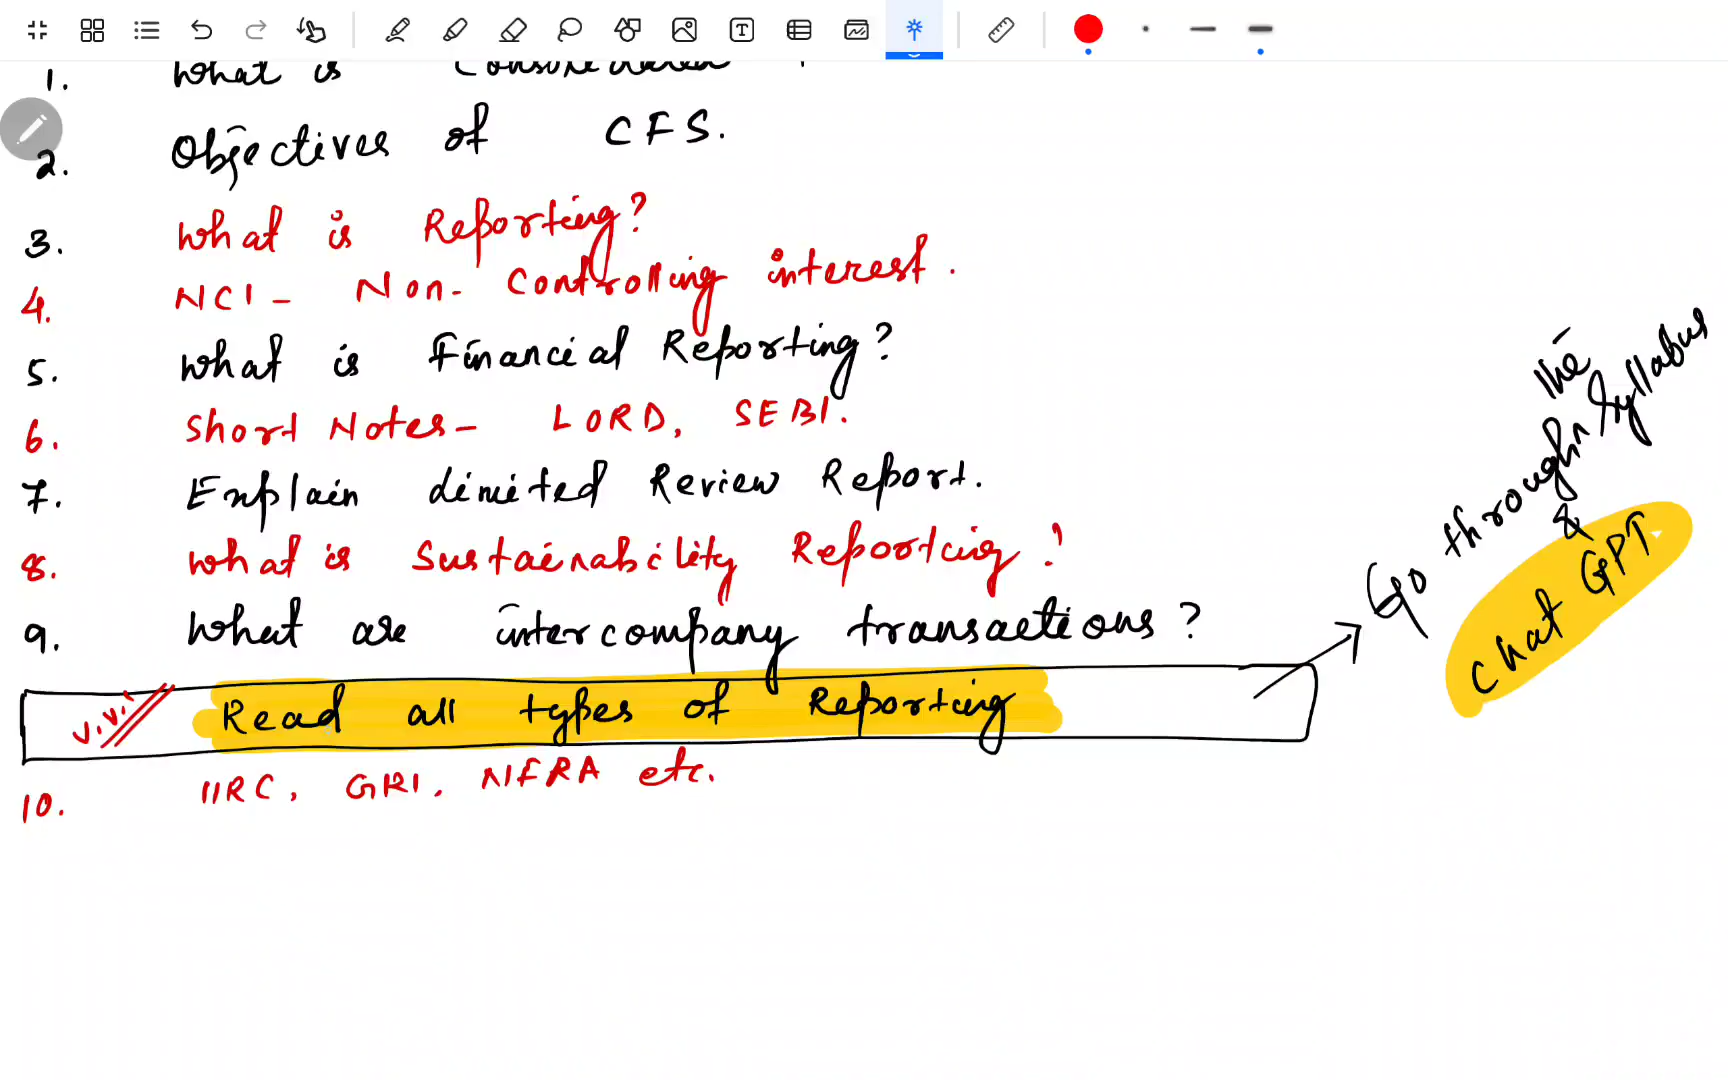 1. What is
2. Objectives of CFS.
3. What is Reporting?
4. NCI - Non-Controlling interest.
5. What is Financial Reporting?
6. Short Notes - LORD, SEBI.
7. Explain Limited Review Report.
8. What is Sustainability Reporting?
9. What are intercompany transactions?
V.V.I Read all types of Reporting
10. IIRC, GRI, NFRA etc.
Go through the Syllabus
&
Chat GPT